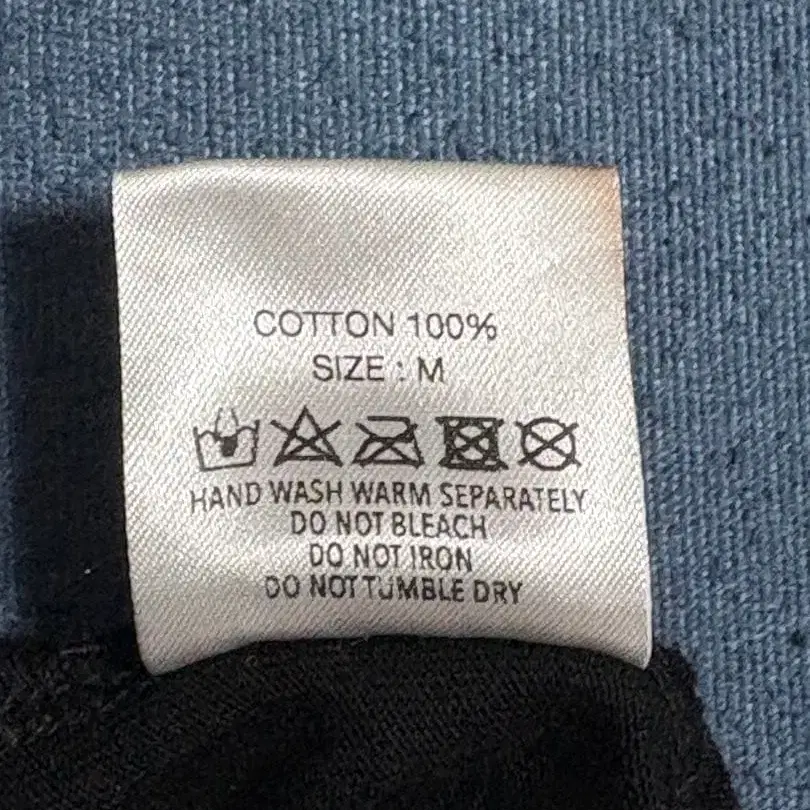 COTTON 100%
SIZE : M
HAND WASH WARM SEPARATELY
DO NOT BLEACH
DO NOT IRON
DO NOT TUMBLE DRY